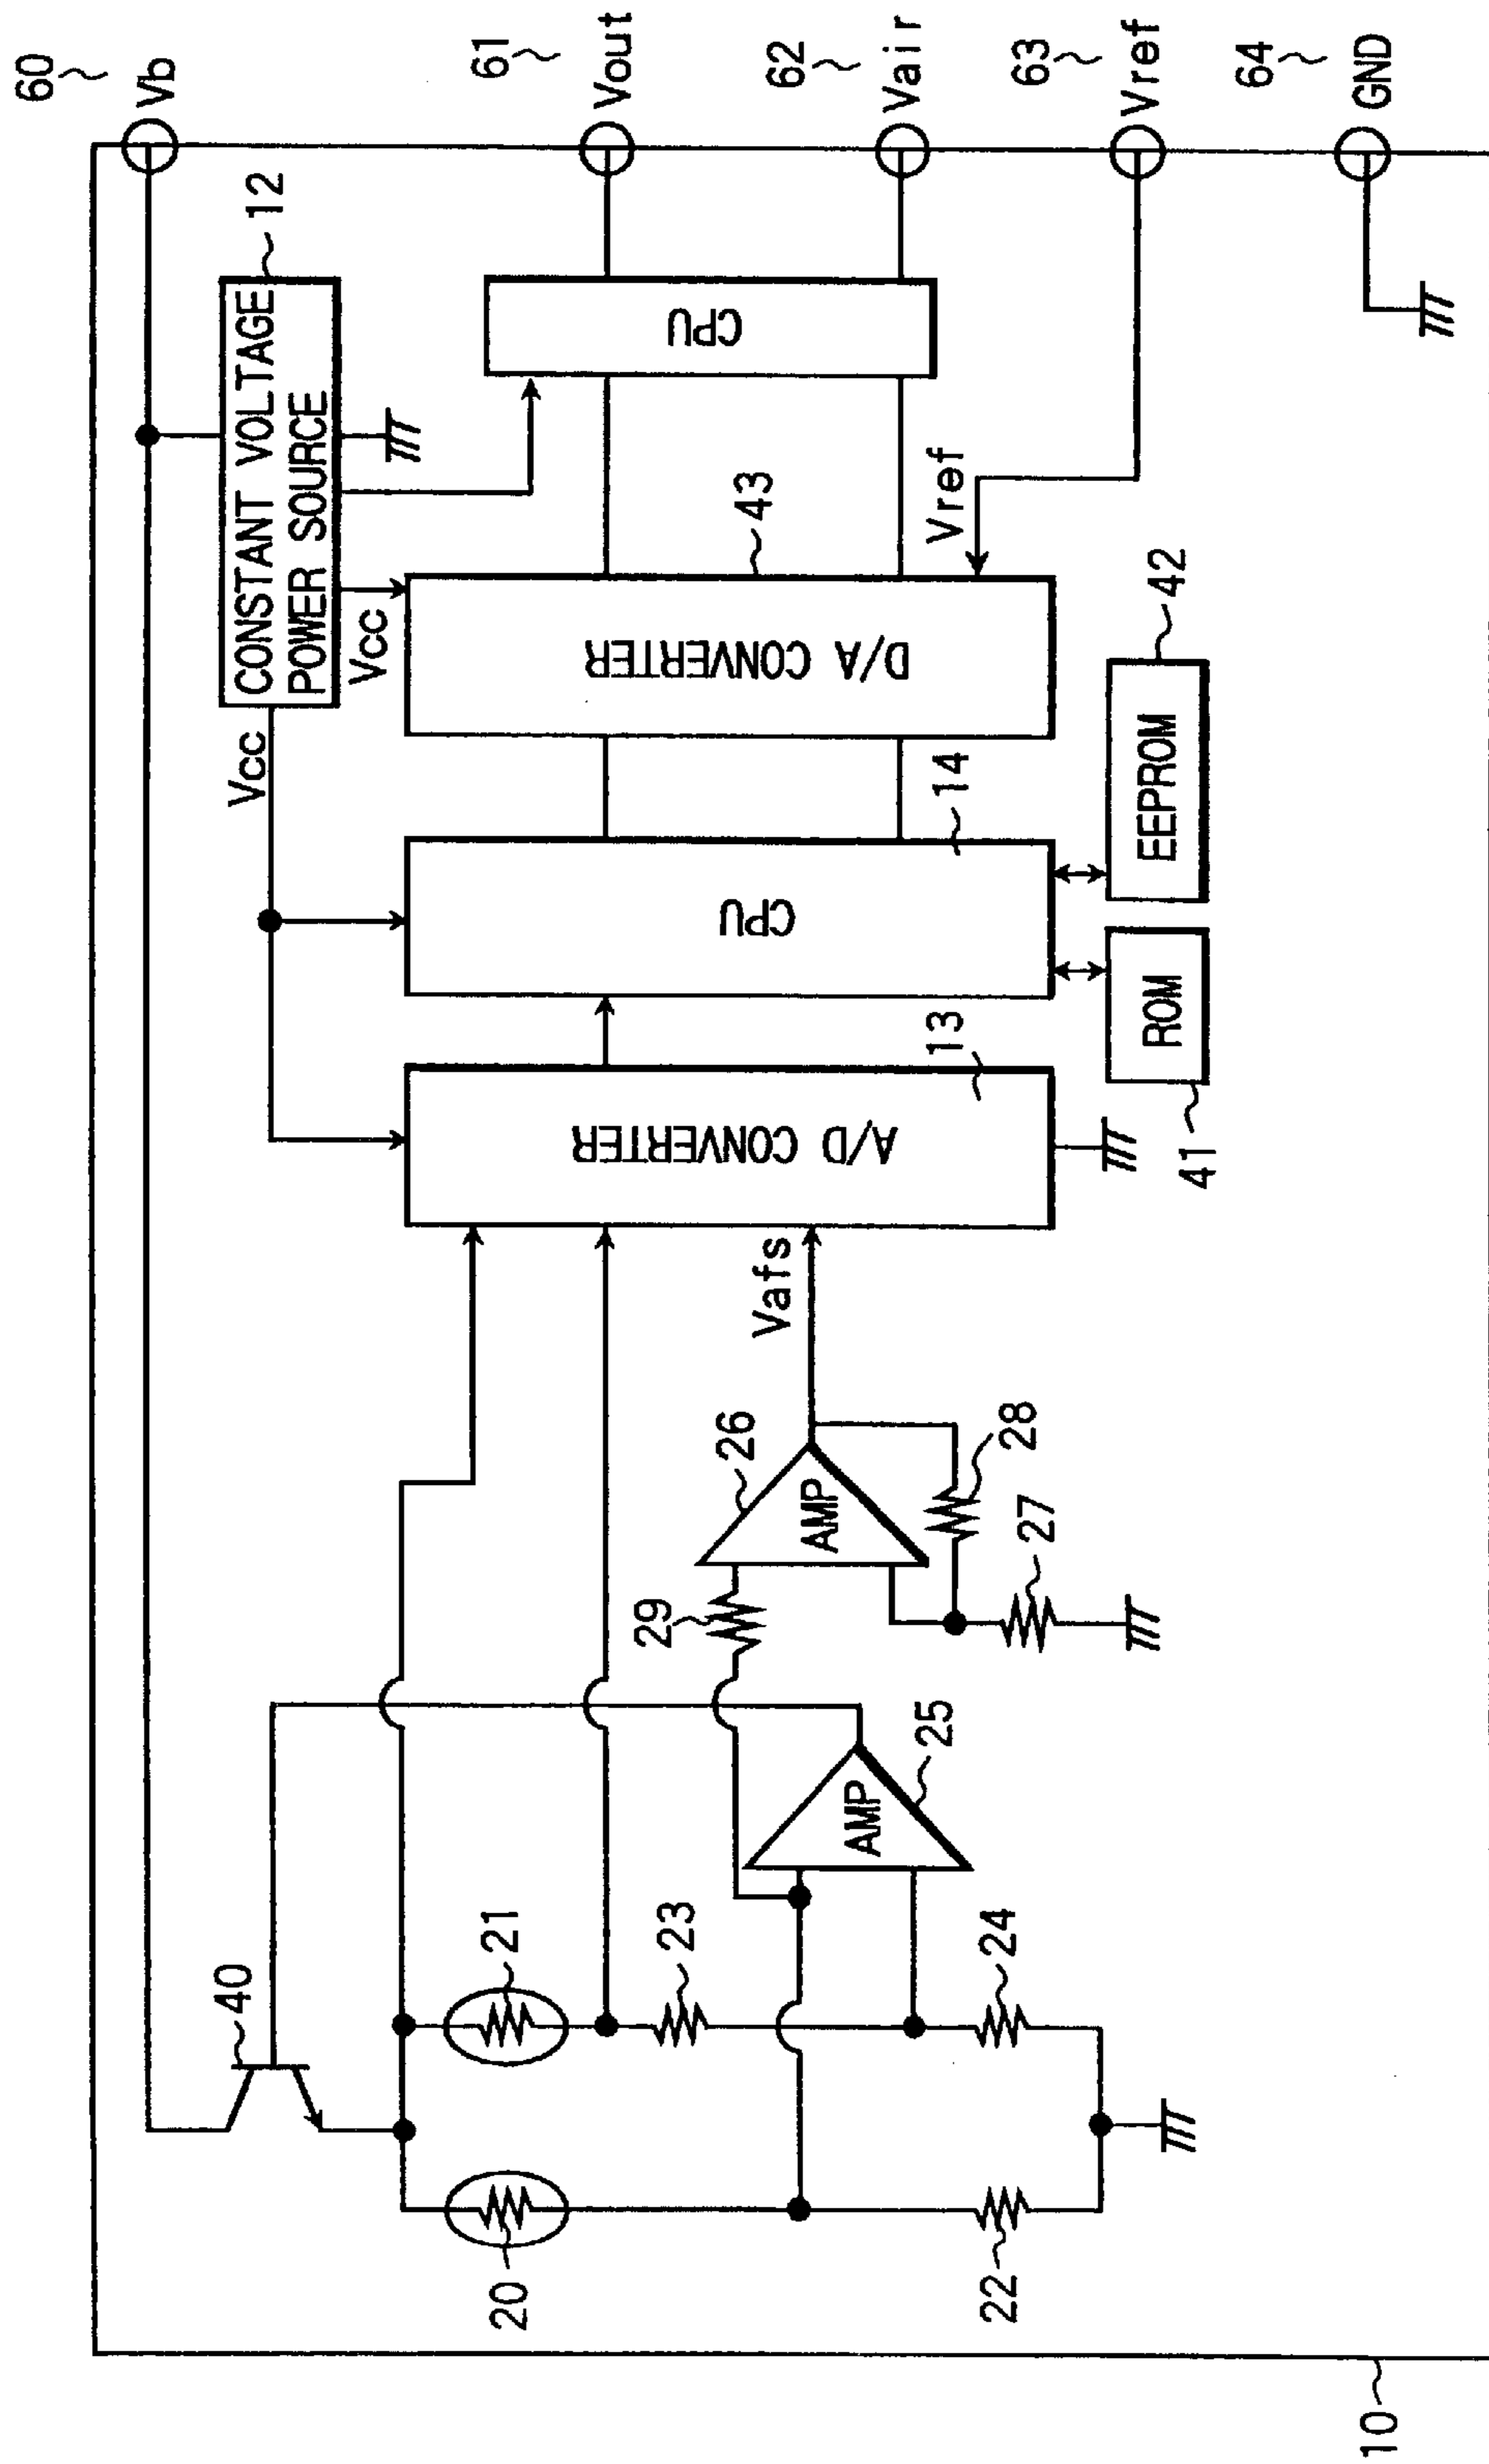 60
Vb
61
Vout
62
Vair
63
Vref
64
GND
12
CONSTANT VOLTAGE
POWER SOURCE
Vcc
Vcc
CPU
43
Vref
D/A CONVERTER
14
CPU
42
EEPROM
ROM
41
13
A/D CONVERTER
Vafs
26
AMP
28
27
29
25
AMP
40
21
23
24
20
22
10